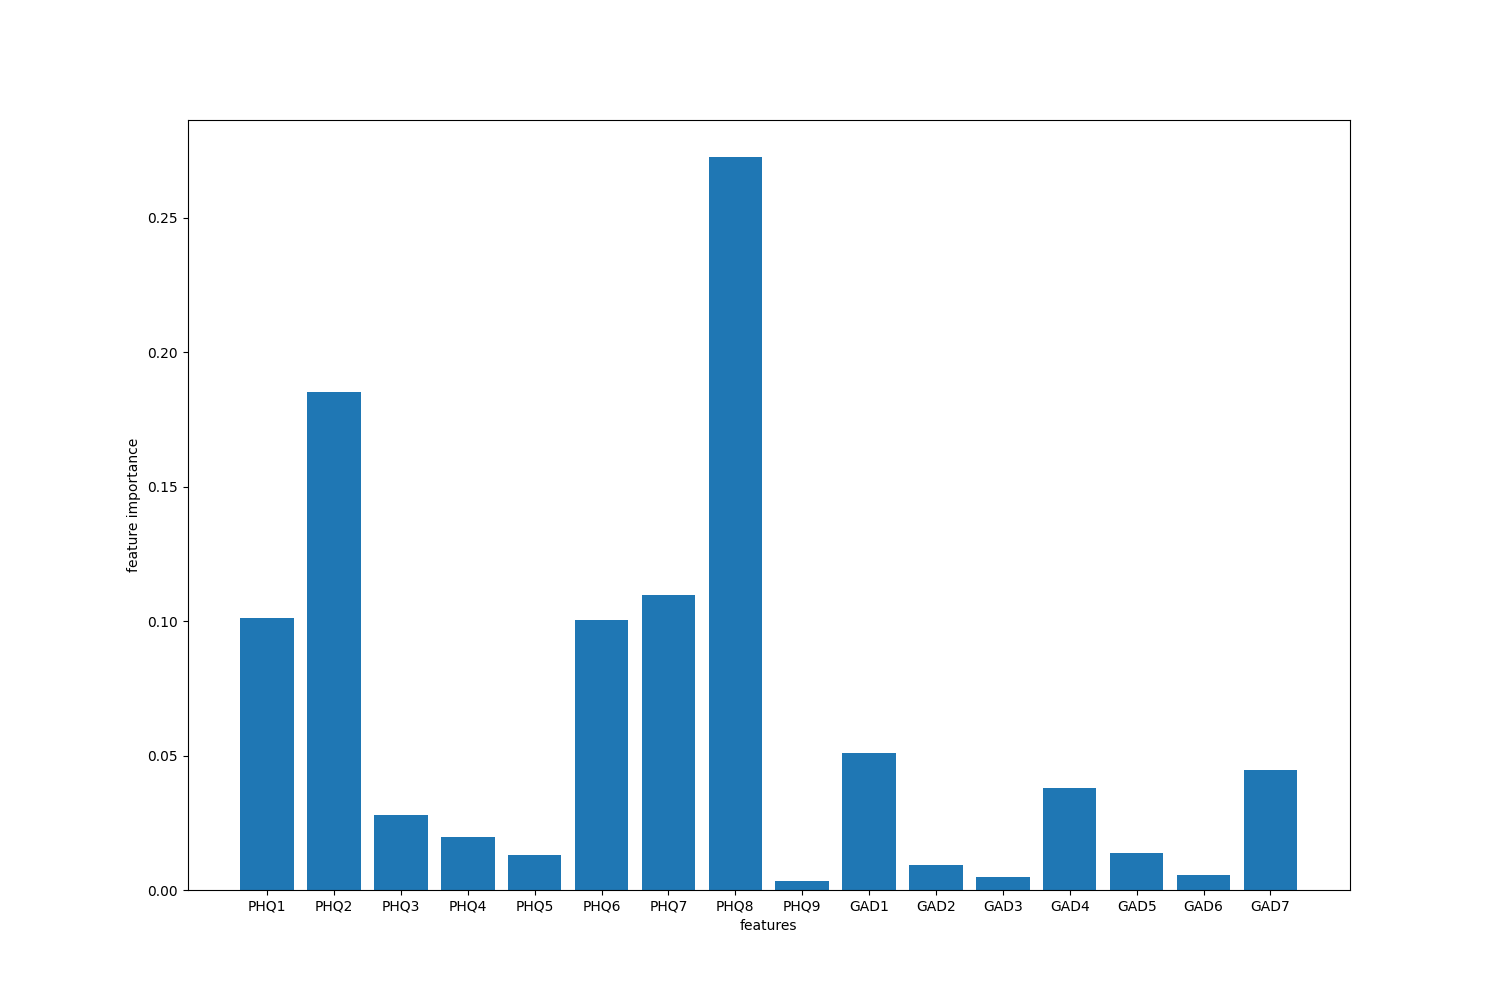 feature importance
0.25
0.20
0.15
0.10
0.05
0.00
PHQ1 PHQ2 PHQ3 PHQ4 PHQ5 PHQ6 PHQ7 PHQ8 PHQ9 GAD1 GAD2 GAD3 GAD4 GAD5 GAD6 GAD7
features